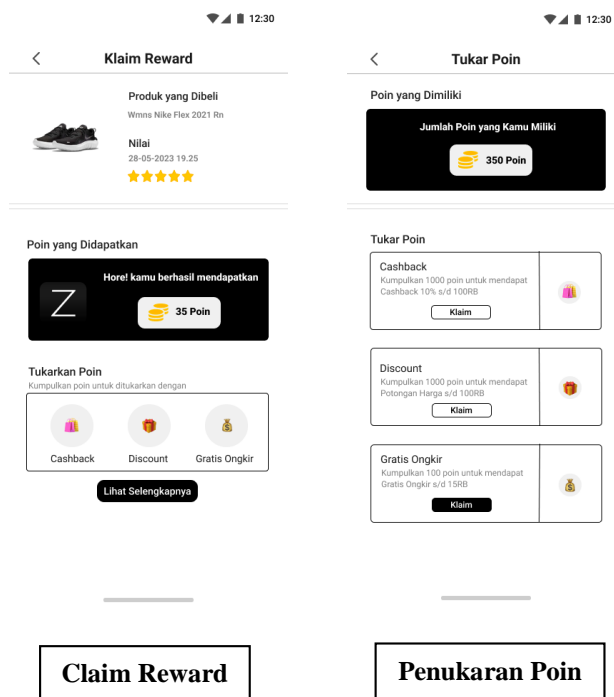 12:30
Klaim Reward
Produk yang Dibeli
Wmns Nike Flex 2021 Rn
Nilai
28-05-2023 19.25
Poin yang Didapatkan
Hore! kamu berhasil mendapatkan
Z
35 Poin
Tukarkan Poin
Kumpulkan poin untuk ditukarkan dengan
Cashback Discount Gratis Ongkir
Lihat Selengkapnya
Claim Reward
12:30
Tukar Poin
Poin yang Dimiliki
Jumlah Poin yang Kamu Miliki
350 Poin
Tukar Poin
Cashback
Kumpulkan 1000 poin untuk mendapat
Cashback 10% s/d 100RB
Klaim
Discount
Kumpulkan 1000 poin untuk mendapat
Potongan Harga s/d 100RB
Klaim
Gratis Ongkir
Kumpulkan 100 poin untuk mendapat
Gratis Ongkir s/d 15RB
Klaim
Penukaran Poin